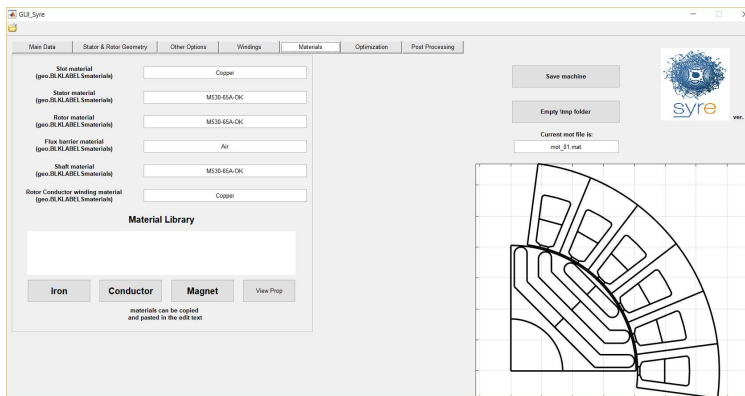 GUI_Syre
Main Data
Stator & Rotor Geometry
Other Options
Windings
Materials
Optimization
Post Processing
Slot material
(geo.BLKLABELSmaterials)
Copper
Stator material
(geo.BLKLABELSmaterials)
M530-65A-OK
Rotor material
(geo.BLKLABELSmaterials)
M530-65A-OK
Flux barrier material
(geo.BLKLABELSmaterials)
Air
Shaft material
(geo.BLKLABELSmaterials)
M530-65A-OK
Rotor Conductor winding material
(geo.BLKLABELSmaterials)
Copper
Material Library
Iron
Conductor
Magnet
View Prop
materials can be copied
and pasted in the edit text
Save machine
Empty \tmp folder
Current mot file is:
mot_01.mat
syre
ver.